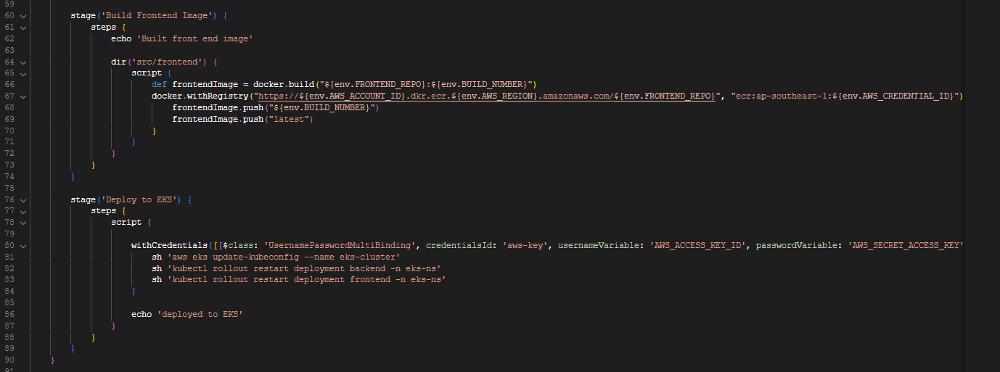 59
60 stage('Build Frontend Image') {
61 steps {
62 echo 'Built front end image'
63
64 dir('src/frontend') {
65 script {
66 def frontendImage = docker.build("${env.FRONTEND_REPO}:${env.BUILD_NUMBER}")
67 docker.withRegistry("https://${env.AWS_ACCOUNT_ID}.dkr.ecr.${env.AWS_REGION}.amazonaws.com/${env.FRONTEND_REPO}", "ecr:ap-southeast-1:${env.AWS_CREDENTIAL_ID}")
68 frontendImage.push("${env.BUILD_NUMBER}")
69 frontendImage.push("latest")
70 }
71 }
72 }
73 }
74 }
75
76 stage('Deploy to EKS') {
77 steps {
78 script {
79
80 withCredentials([[$class: 'UsernamePasswordMultiBinding', credentialsId: 'aws-key', usernameVariable: 'AWS_ACCESS_KEY_ID', passwordVariable: 'AWS_SECRET_ACCESS_KEY'
81 sh 'aws eks update-kubeconfig --name eks-cluster'
82 sh 'kubectl rollout restart deployment backend -n eks-ns'
83 sh 'kubectl rollout restart deployment frontend -n eks-ns'
84 }
85
86 echo 'deployed to EKS'
87 }
88 }
89 }
90 }
91